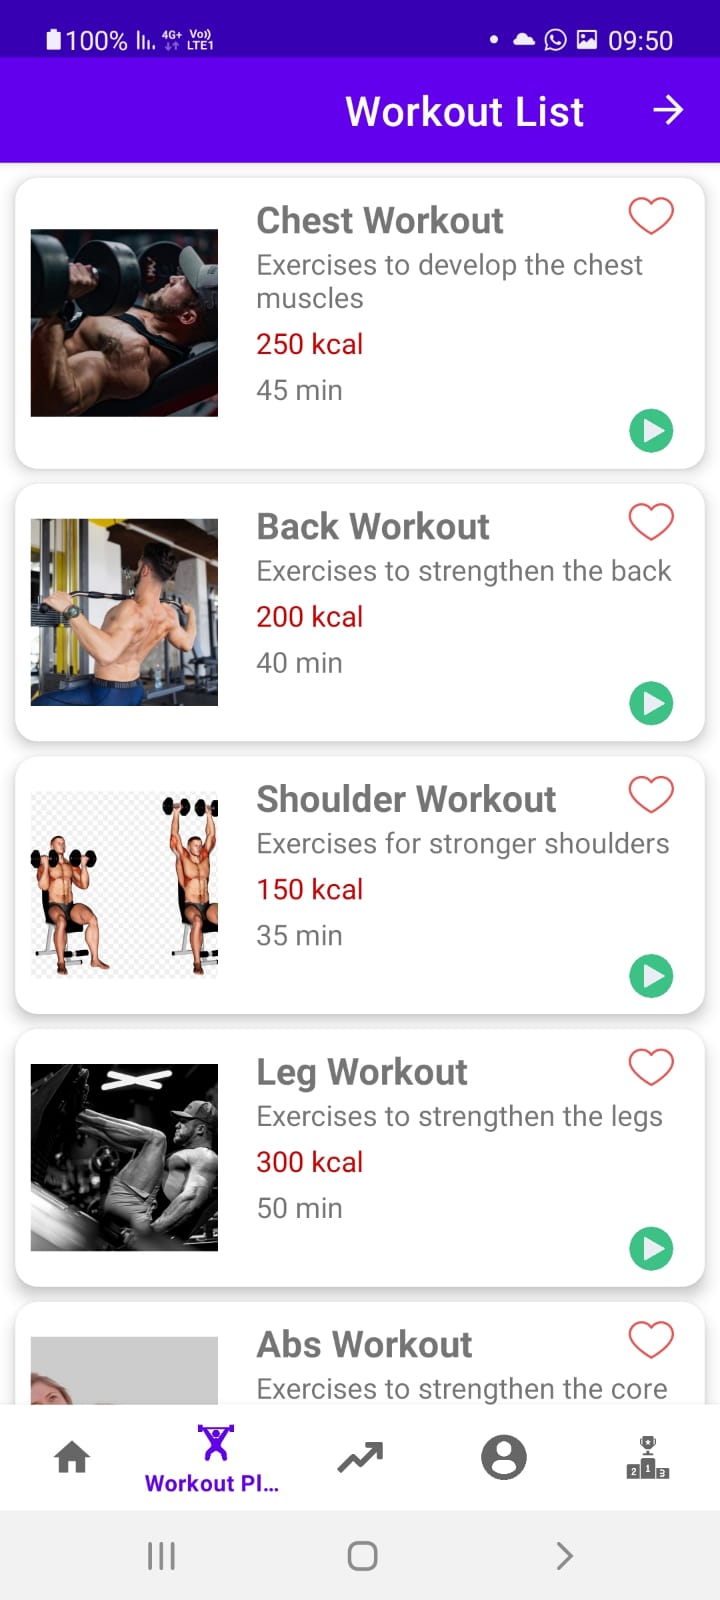 100% 4G+ Vo)) LTE1 09:50
Workout List
Chest Workout
Exercises to develop the chest
muscles
250 kcal
45 min
Back Workout
Exercises to strengthen the back
200 kcal
40 min
Shoulder Workout
Exercises for stronger shoulders
150 kcal
35 min
Leg Workout
Exercises to strengthen the legs
300 kcal
50 min
Abs Workout
Exercises to strengthen the core
Workout Pl...
2 1 3